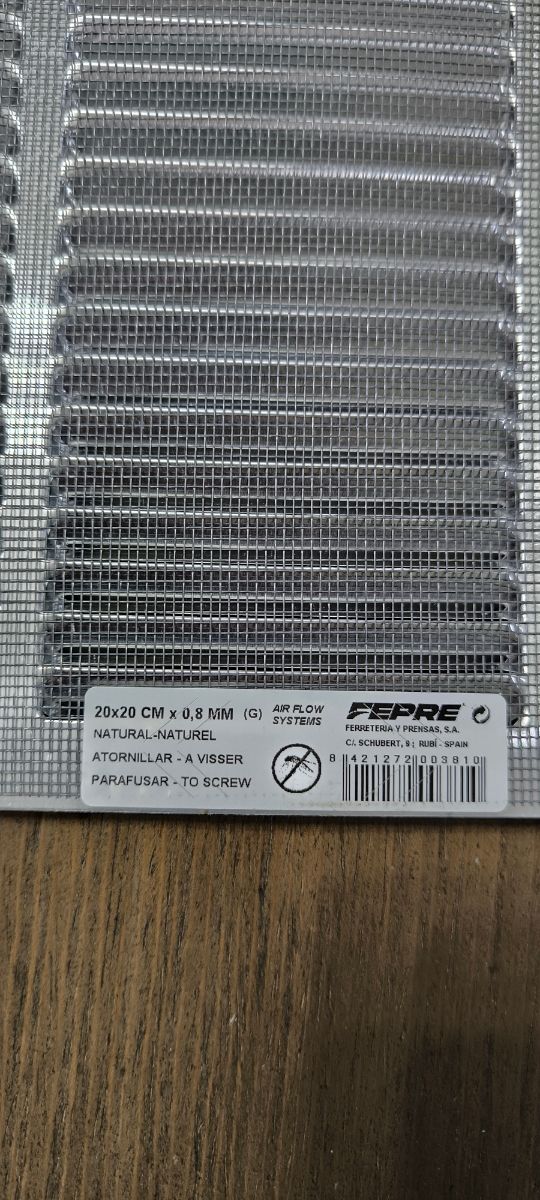 20x20 CM x 0,8 MM (G) AIR FLOW SYSTEMS
NATURAL-NATUREL
ATORNILLAR - A VISSER
PARAFUSAR - TO SCREW
FEPRE
FERRETERIA Y PRENSAS, S.A.
C/. SCHUBERT, 9 ; RUBÍ - SPAIN
8 421272 003810